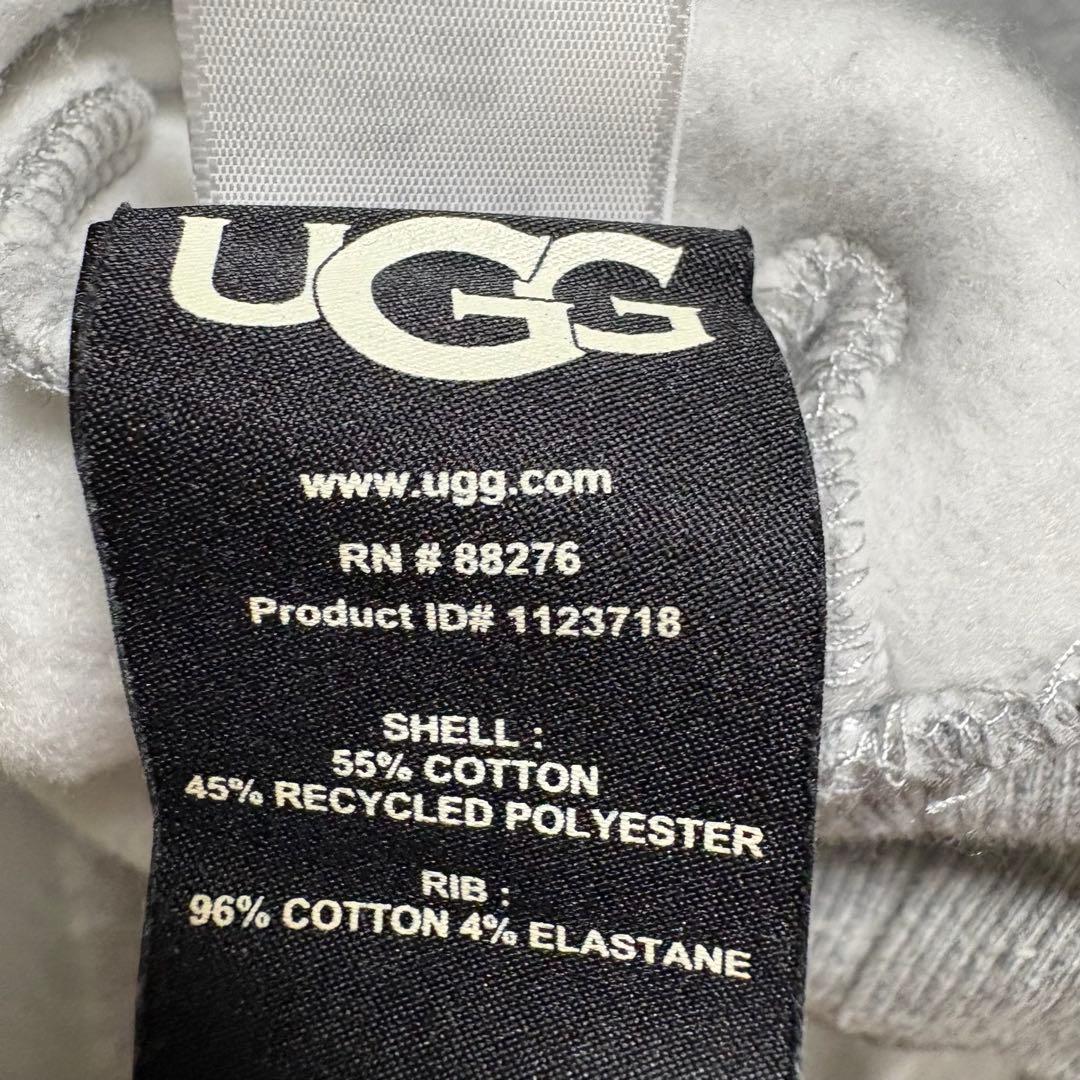 UGG
www.ugg.com
RN # 88276
Product ID# 1123718
SHELL :
55% COTTON
45% RECYCLED POLYESTER
RIB :
96% COTTON 4% ELASTANE